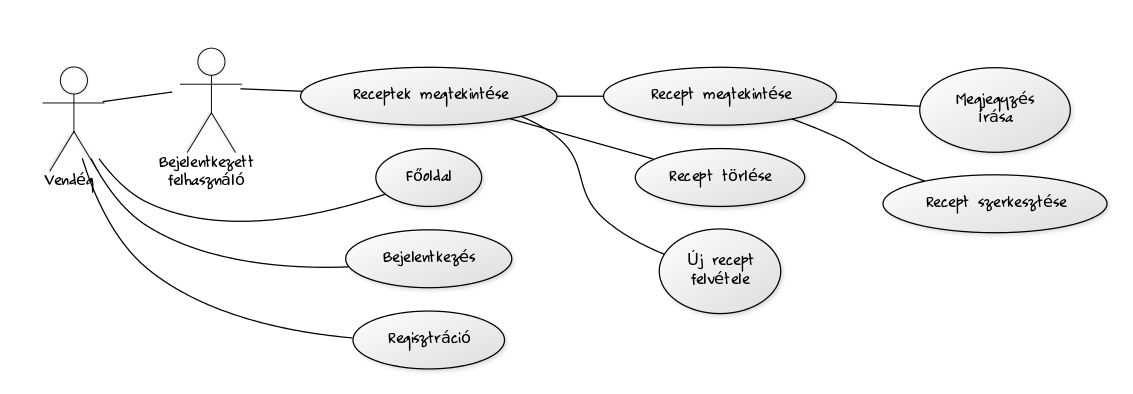 Vendég
Bejelentkezett
felhasználó
Receptek megtekintése
Recept megtekintése
Megjegyzés
írása
Főoldal
Recept törlése
Recept szerkesztése
Bejelentkezés
Új recept
felvétele
Regisztráció